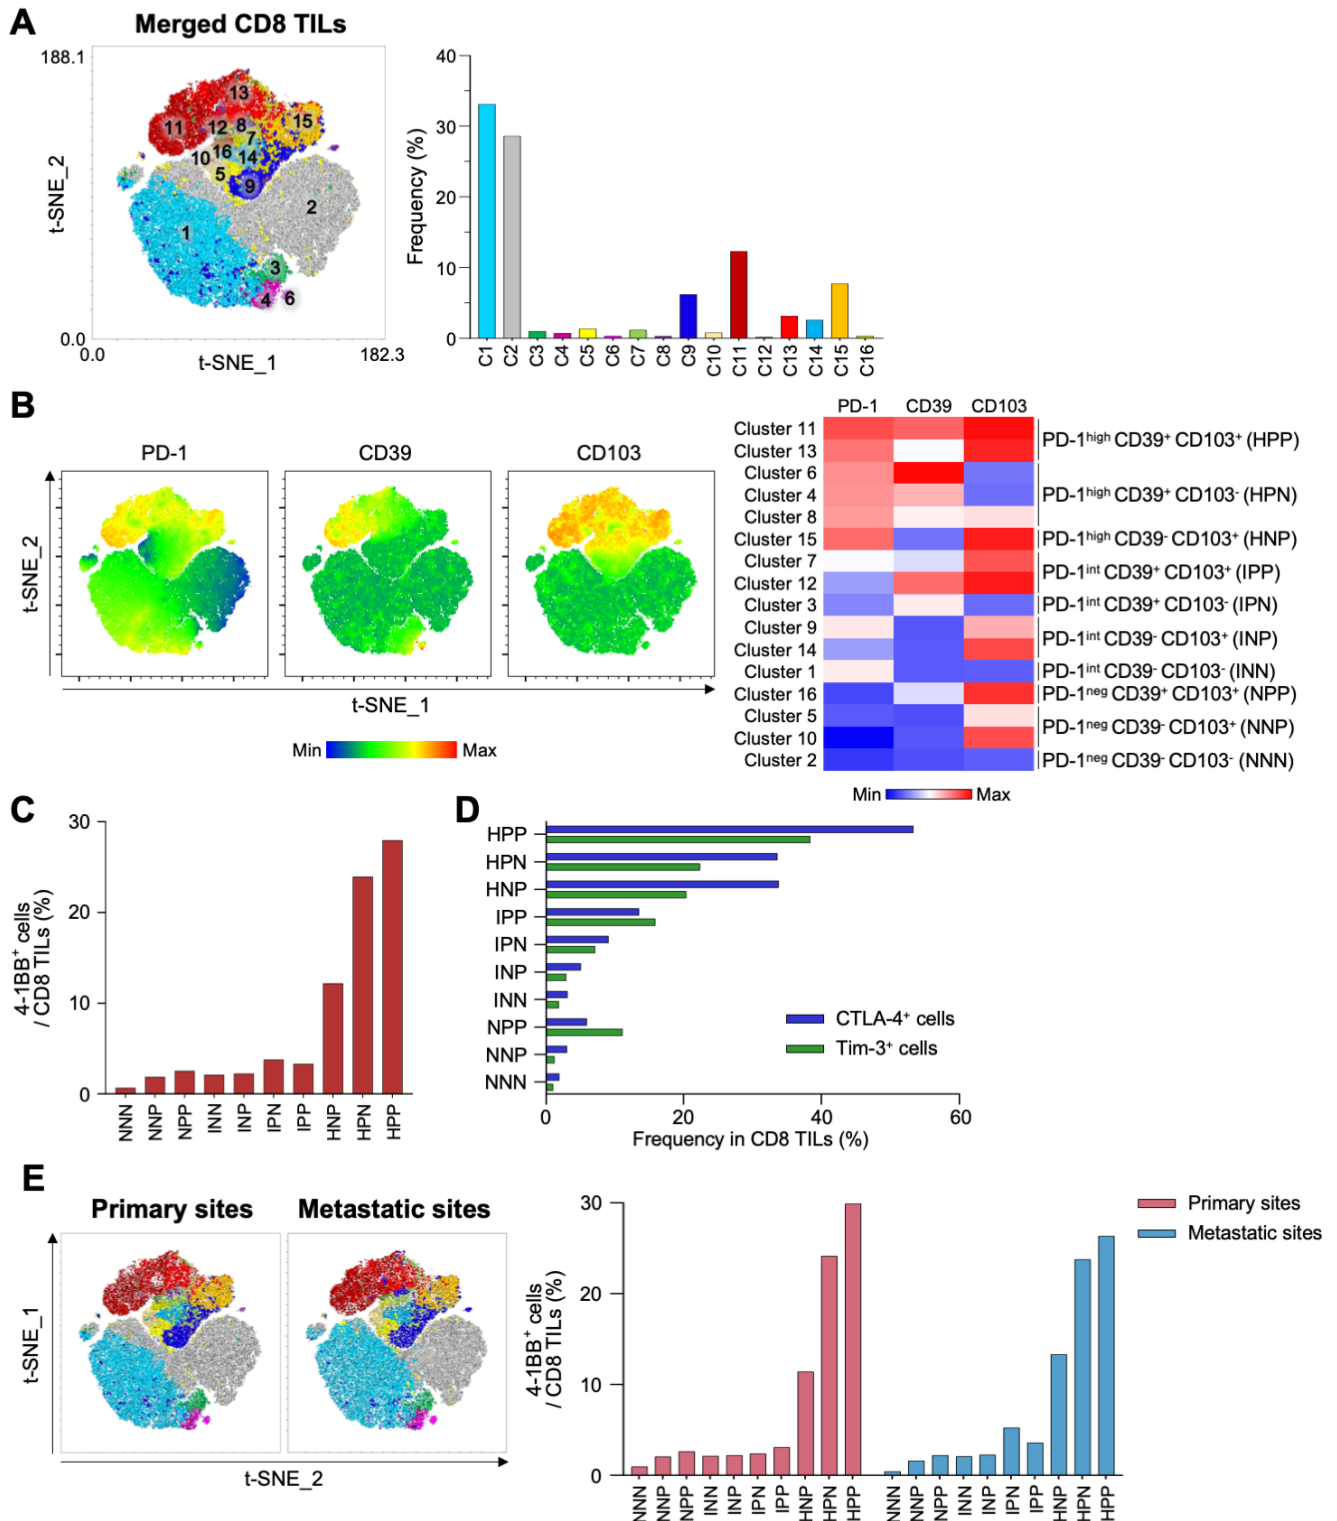 A
Merged CD8 TILs
188.1
t-SNE_2
0.0
0.0
t-SNE_1
182.3
13
11
12
8
15
7
10
16
14
5
9
2
1
3
4
6
Frequency (%)
40
30
20
10
0
C1 C2 C3 C4 C5 C6 C7 C8 C9 C10 C11 C12 C13 C14 C15 C16
B
PD-1
CD39
CD103
t-SNE_2
t-SNE_1
Min Max
PD-1 CD39 CD103
Cluster 11
Cluster 13
Cluster 6
Cluster 4
Cluster 8
Cluster 15
Cluster 7
Cluster 12
Cluster 3
Cluster 9
Cluster 14
Cluster 1
Cluster 16
Cluster 5
Cluster 10
Cluster 2
PD-1high CD39+ CD103+ (HPP)
PD-1high CD39+ CD103- (HPN)
PD-1high CD39- CD103+ (HNP)
PD-1int CD39+ CD103+ (IPP)
PD-1int CD39+ CD103- (IPN)
PD-1int CD39- CD103+ (INP)
PD-1int CD39- CD103- (INN)
PD-1neg CD39+ CD103+ (NPP)
PD-1neg CD39- CD103+ (NNP)
PD-1neg CD39- CD103- (NNN)
Min Max
C
4-1BB+ cells
/ CD8 TILs (%)
30
20
10
0
NNN NNP NPP INN INP IPN IPP HNP HPN HPP
D
HPP
HPN
HNP
IPP
IPN
INP
INN
NPP
NNP
NNN
CTLA-4+ cells
Tim-3+ cells
0 20 40 60
Frequency in CD8 TILs (%)
E
Primary sites
Metastatic sites
t-SNE_1
t-SNE_2
4-1BB+ cells
/ CD8 TILs (%)
30
20
10
0
NNN NNP NPP INN INP IPN IPP HNP HPN HPP
NNN NNP NPP INN INP IPN IPP HNP HPN HPP
Primary sites
Metastatic sites